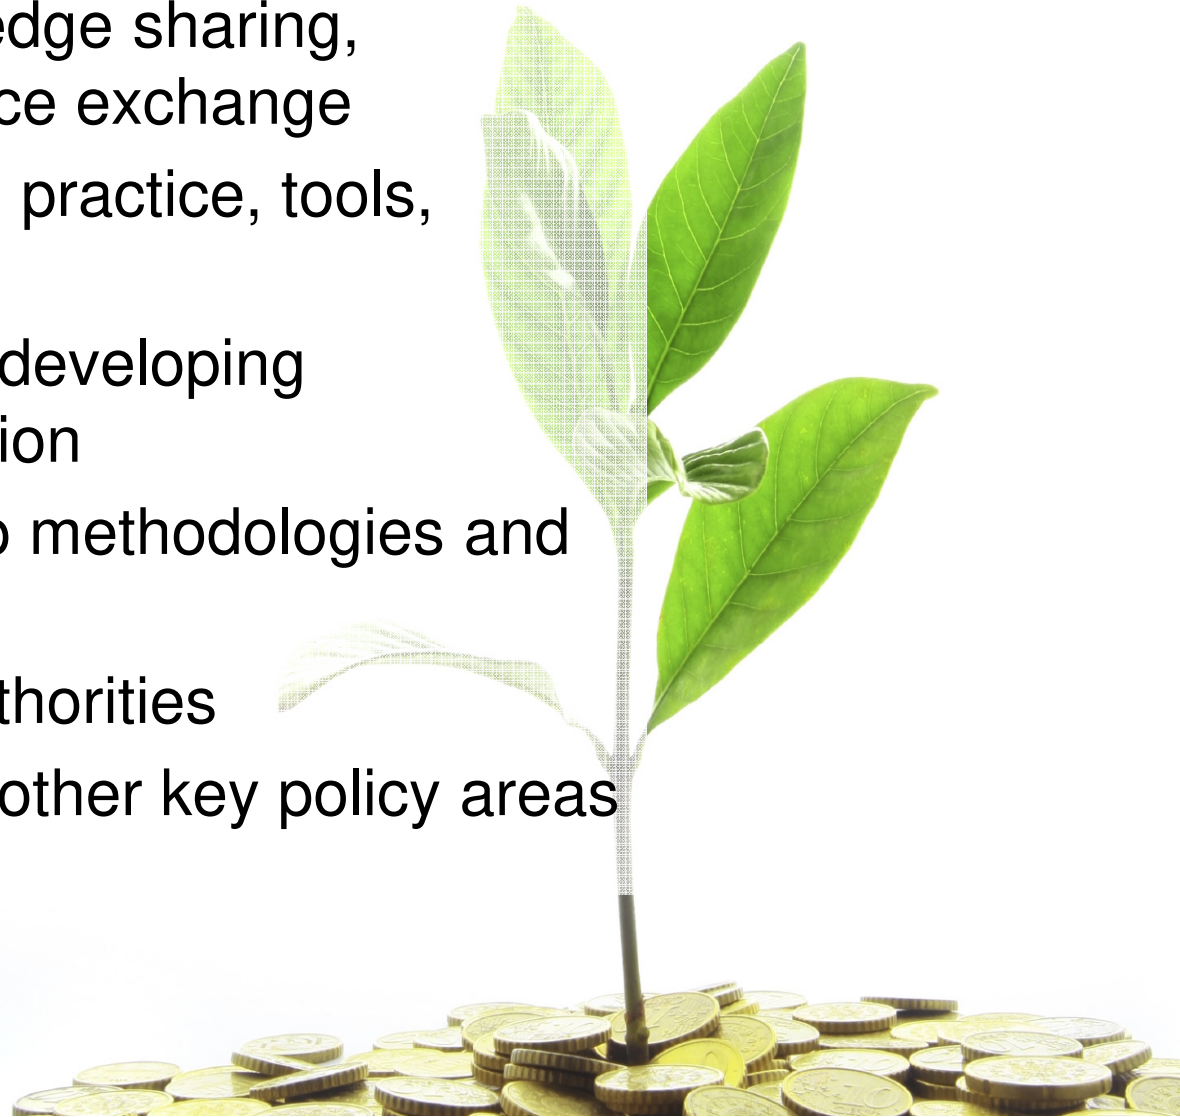 edge sharing,
ce exchange
practice, tools,
developing
ion
o methodologies and
thorities
other key policy areas